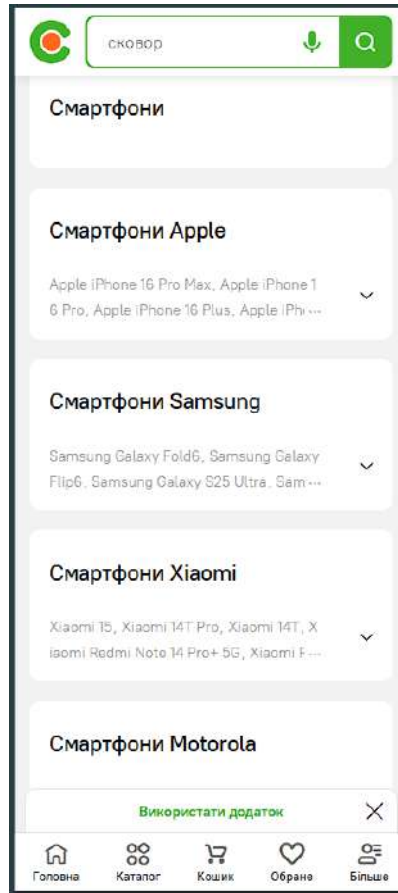 сковор
Смартфони
Смартфони Apple
Apple iPhone 16 Pro Max, Apple iPhone 1
6 Pro, Apple iPhone 16 Plus, Apple iPh ...
Смартфони Samsung
Samsung Galaxy Fold6, Samsung Galaxy
Flip6, Samsung Galaxy S25 Ultra, Sam ...
Смартфони Xiaomi
Xiaomi 15, Xiaomi 14T Pro, Xiaomi 14T, X
iaomi Redmi Note 14 Pro+ 5G, Xiaomi F ...
Смартфони Motorola
Використати додаток
Головна Каталог Кошик Обране Більше